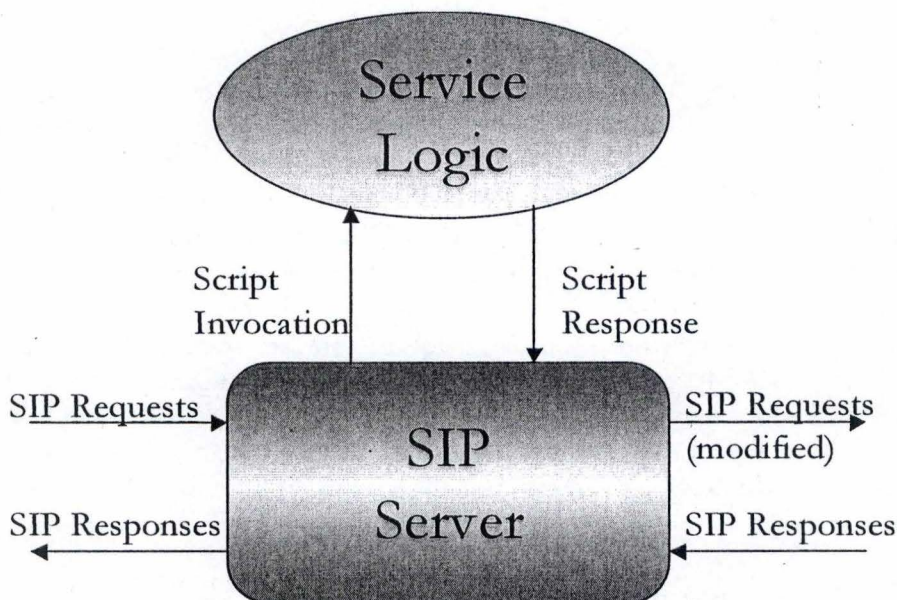 Service
Logic
Script
Invocation
Script
Response
SIP Requests
SIP Requests
(modified)
SIP
Server
SIP Responses
SIP Responses